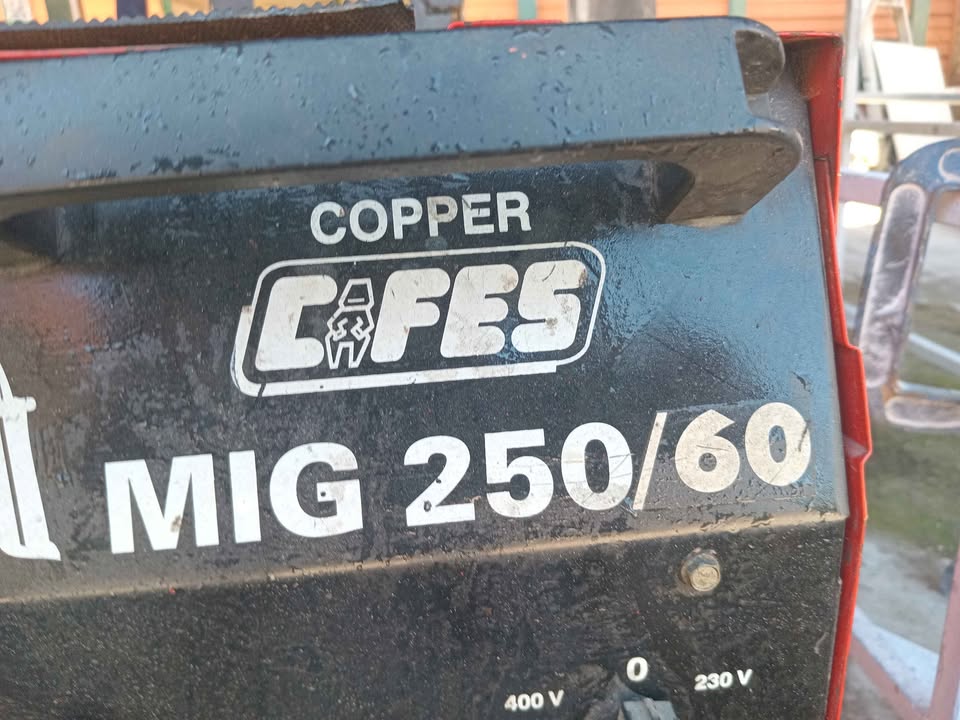 COPPER
CIFES
MIG 250/60
0
400 V
230 V